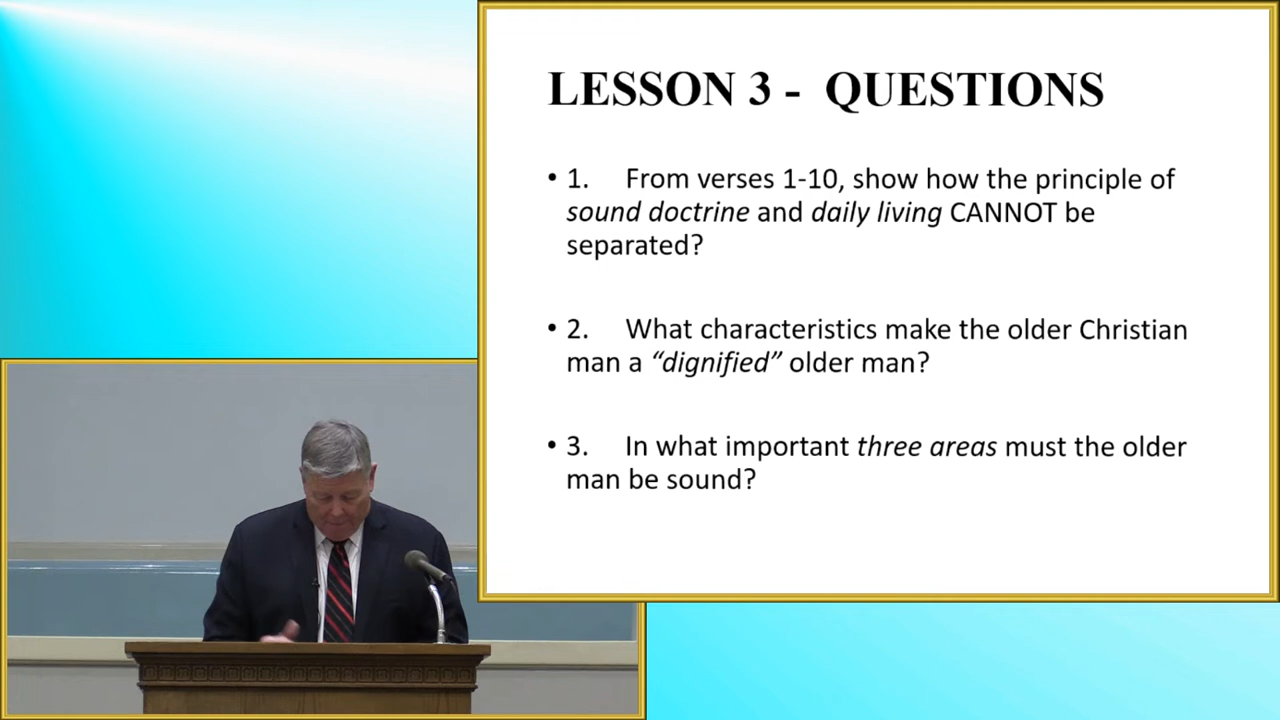 LESSON 3 - QUESTIONS
• 1. From verses 1-10, show how the principle of
sound doctrine and daily living CANNOT be
separated?
• 2. What characteristics make the older Christian
man a “dignified” older man?
• 3. In what important three areas must the older
man be sound?